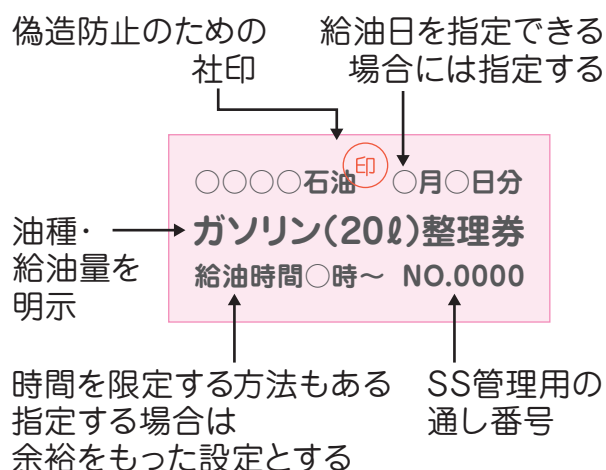 偽造防止のための
社印
給油日を指定できる
場合には指定する
印
○○○○石油 ○月○日分
油種・
給油量を
明示
ガソリン(20ℓ)整理券
給油時間○時～ NO.0000
時間を限定する方法もある
指定する場合は
余裕をもった設定とする
SS管理用の
通し番号